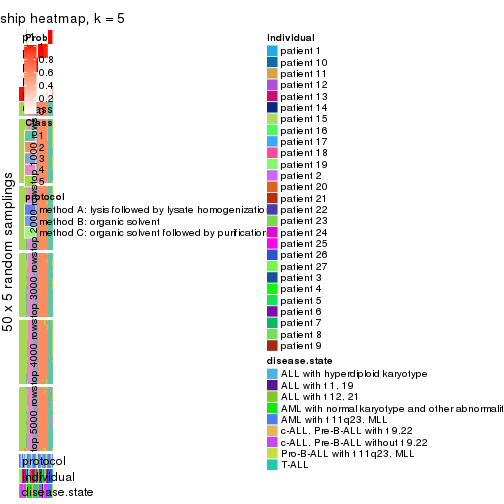 ship heatmap, k = 5
50 x 5 random samplings
top 1000 rows
top 2000 rows
top 3000 rows
top 4000 rows
top 5000 rows
Prob
1
0.8
0.6
0.4
0.2
0
Class
1
2
3
4
5
protocol
method A: lysis followed by lysate homogenizatio
method B: organic solvent
method C: organic solvent followed by purification
protocol
individual
disease.state
individual
patient 1
patient 10
patient 11
patient 12
patient 13
patient 14
patient 15
patient 16
patient 17
patient 18
patient 19
patient 2
patient 20
patient 21
patient 22
patient 23
patient 24
patient 25
patient 26
patient 27
patient 3
patient 4
patient 5
patient 6
patient 7
patient 8
patient 9
disease.state
ALL with hyperdiploid karyotype
ALL with t1. 19
ALL with t12. 21
AML with normal karyotype and other abnormalit
AML with t11q23. MLL
c-ALL. Pre-B-ALL with t9.22
c-ALL. Pre-B-ALL without t9.22
Pro-B-ALL with t11q23. MLL
T-ALL